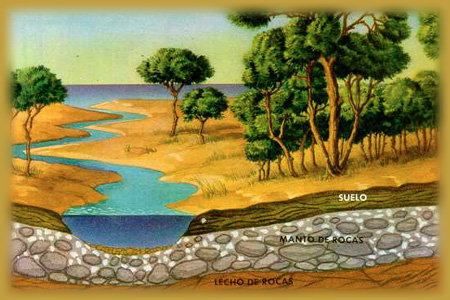 SUELO
MANTO DE ROCAS
LECHO DE ROCAS